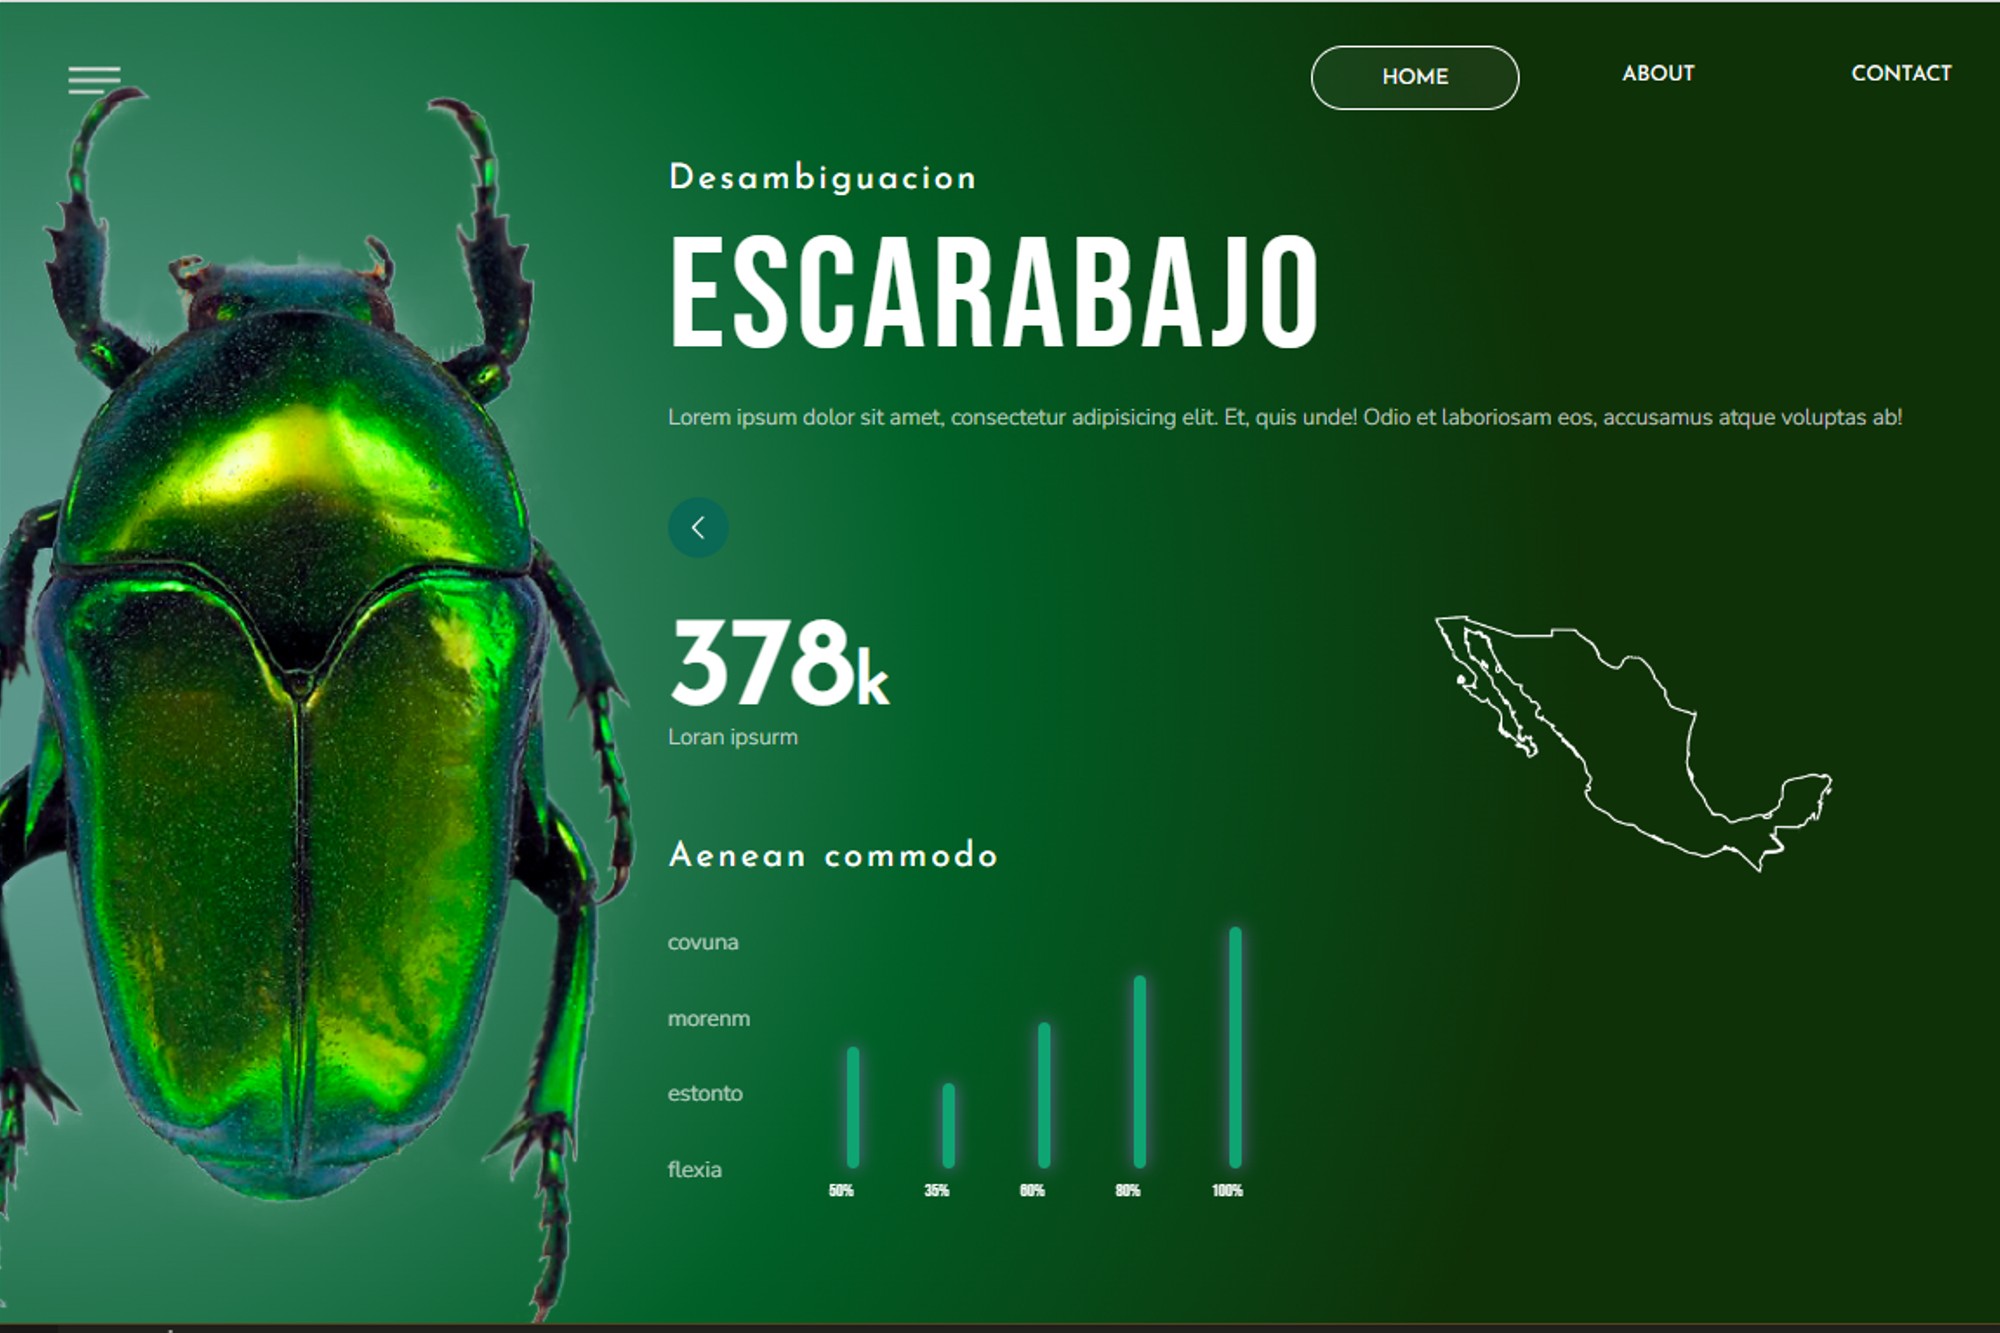 HOME
ABOUT
CONTACT
Desambiguacion
ESCARABAJO
Lorem ipsum dolor sit amet, consectetur adipisicing elit. Et, quis unde! Odio et laboriosam eos, accusamus atque voluptas ab!
378k
Loran ipsurm
Aenean commodo
covuna
morenm
estonto
flexia
50% 35% 60% 80% 100%